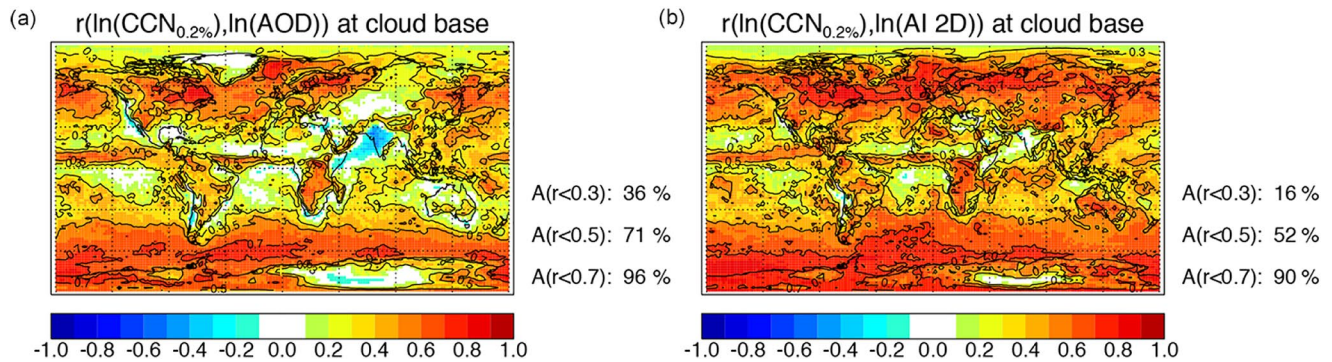 (a) r(ln(CCN0.2%),ln(AOD)) at cloud base
A(r<0.3): 36 %
A(r<0.5): 71 %
A(r<0.7): 96 %
-1.0 -0.8 -0.6 -0.4 -0.2 0.0 0.2 0.4 0.6 0.8 1.0
(b) r(ln(CCN0.2%),ln(AI 2D)) at cloud base
A(r<0.3): 16 %
A(r<0.5): 52 %
A(r<0.7): 90 %
-1.0 -0.8 -0.6 -0.4 -0.2 0.0 0.2 0.4 0.6 0.8 1.0